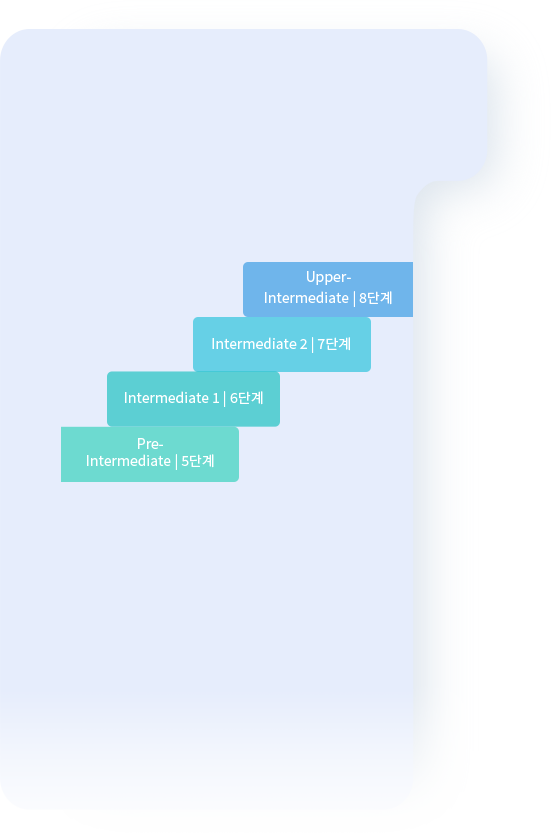 Upper-
Intermediate | 8단계
Intermediate 2 | 7단계
Intermediate 1 | 6단계
Pre-
Intermediate | 5단계